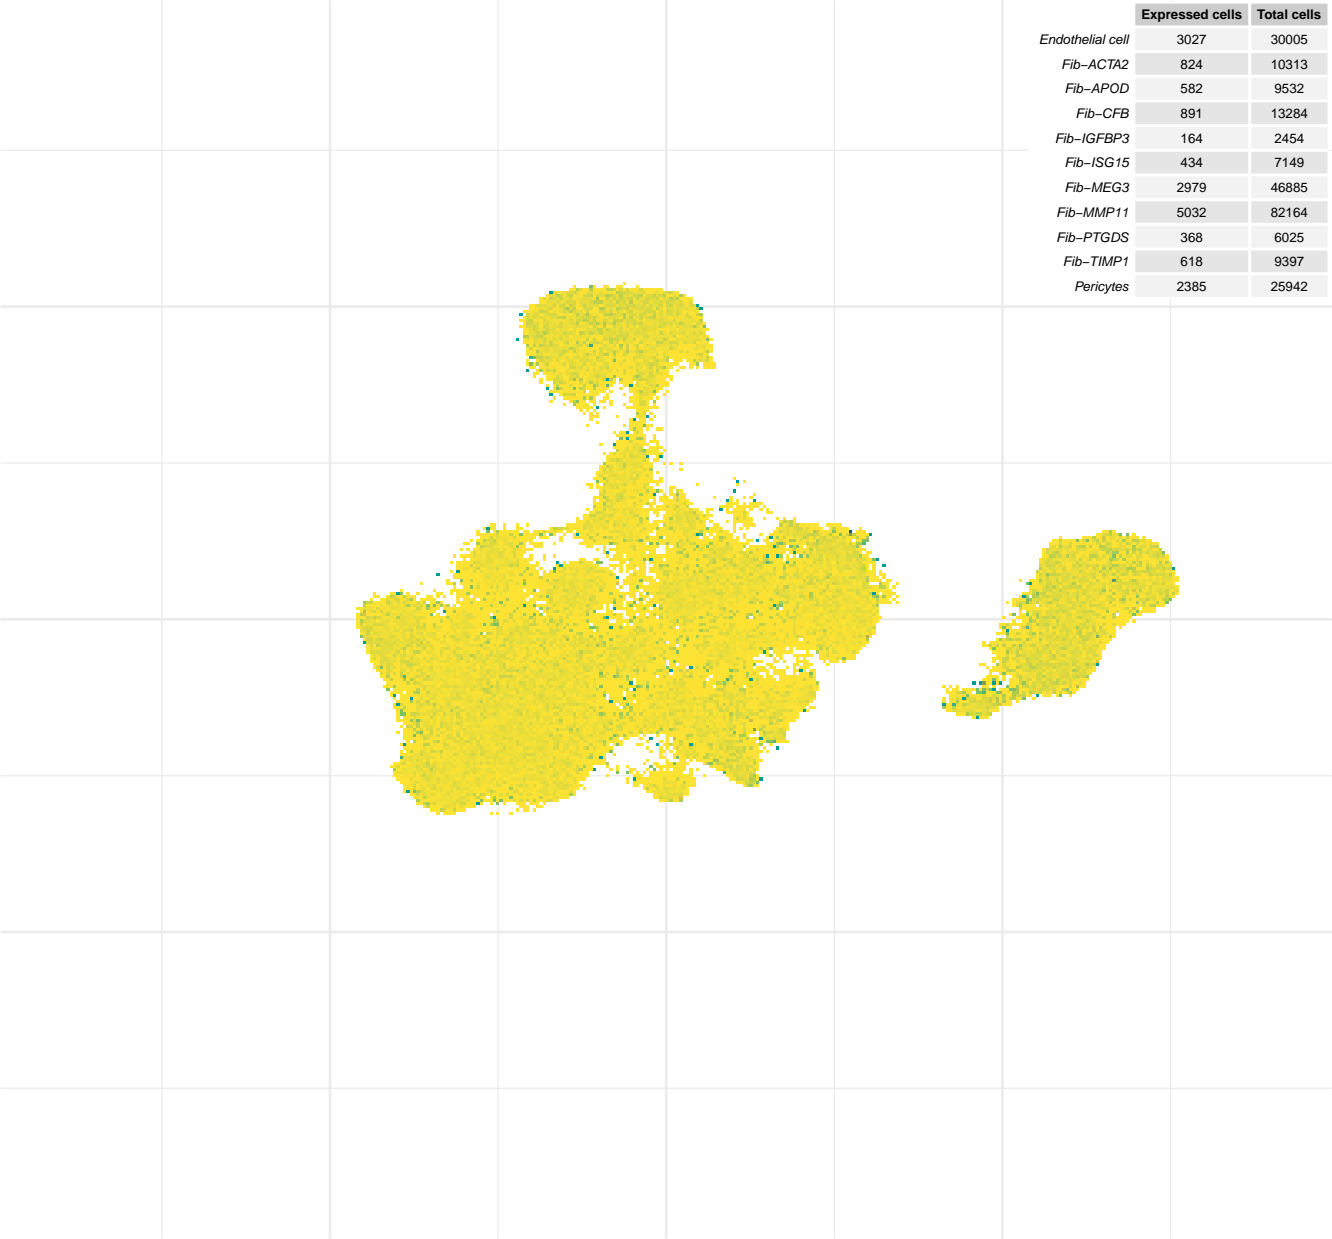 Expressed cells Total cells
Endothelial cell 3027 30005
Fib−ACTA2 824 10313
Fib−APOD 582 9532
Fib−CFB 891 13284
Fib−IGFBP3 164 2454
Fib−ISG15 434 7149
Fib−MEG3 2979 46885
Fib−MMP11 5032 82164
Fib−PTGDS 368 6025
Fib−TIMP1 618 9397
Pericytes 2385 25942